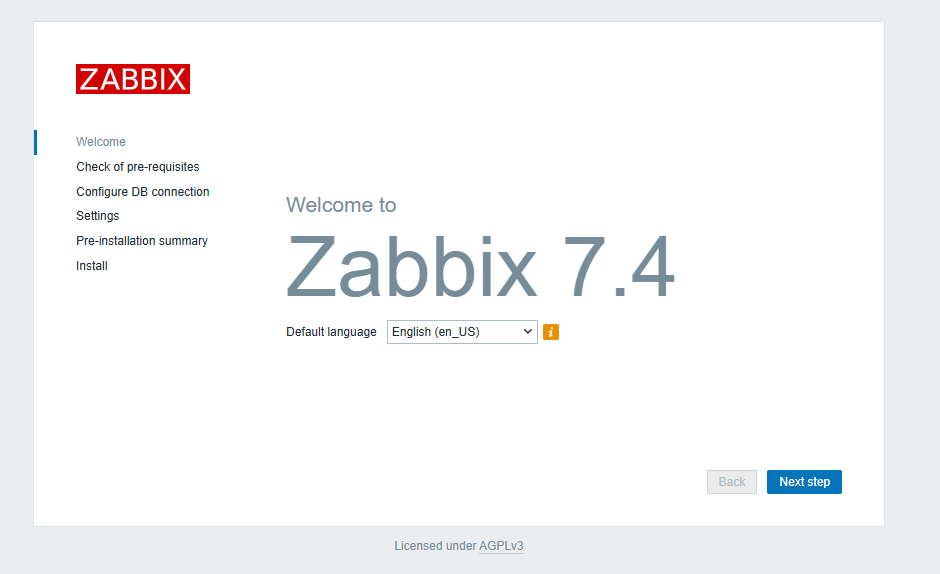 ZABBIX
Welcome
Check of pre-requisites
Configure DB connection
Settings
Pre-installation summary
Install
Welcome to
Zabbix 7.4
Default language English (en_US) i
Back Next step
Licensed under AGPLv3